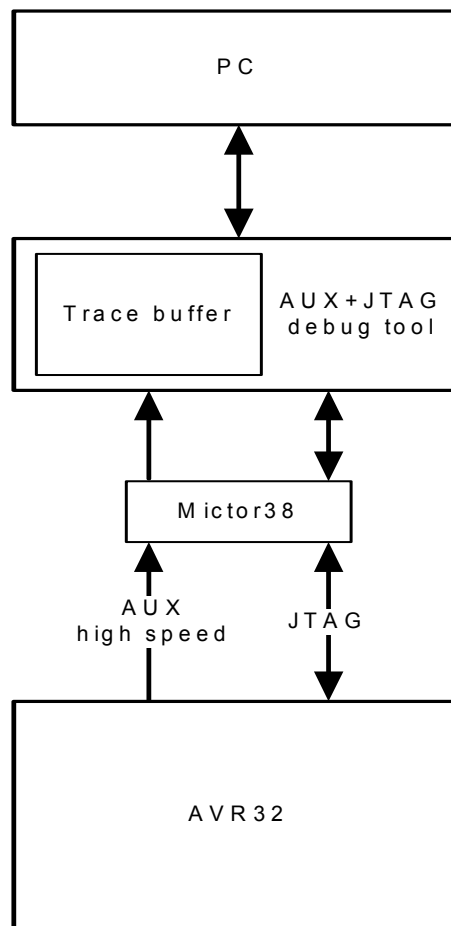 PC
Trace buffer
AUX+JTAG
debug tool
Mictor38
AUX
high speed
JTAG
AVR32